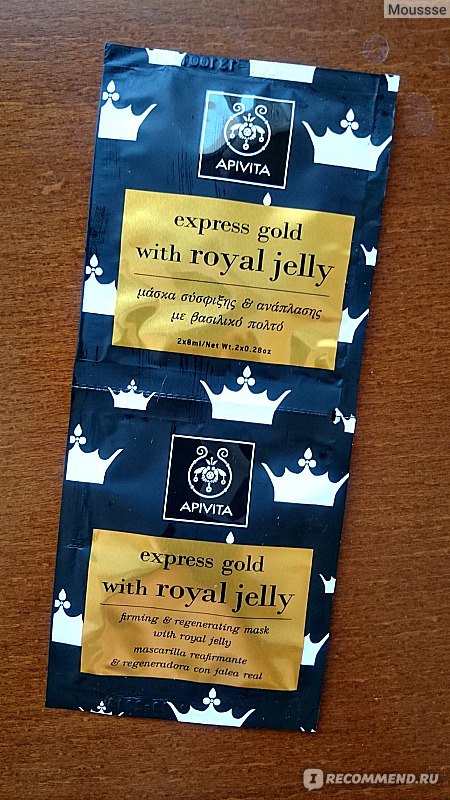 Moussse
APIVITA
express gold
with royal jelly
μάσκα σύσφιξης & ανάπλασης
με βασιλικό πολτό
2x8ml/Net Wt.2x0.28oz
APIVITA
express gold
with royal jelly
firming & regenerating mask
with royal jelly
mascarilla reafirmante
& regeneradora con jalea real
I RECOMMEND.RU